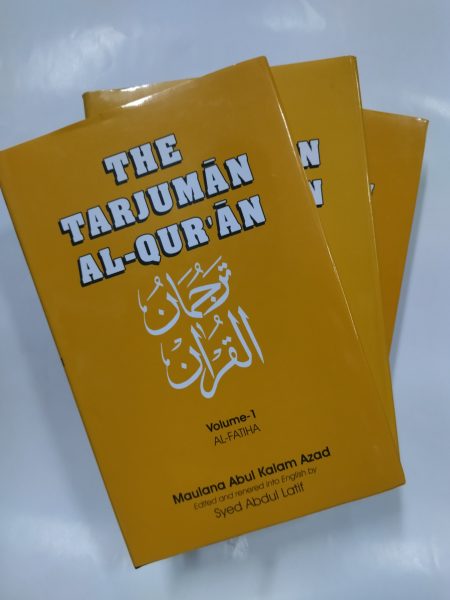 THE
TARJUMĀN
AL-QUR'ĀN
ترجمان
القرآن
Volume-1
AL-FATIHA
Maulana Abul Kalam Azad
Edited and renered into English by
Syed Abdul Latif